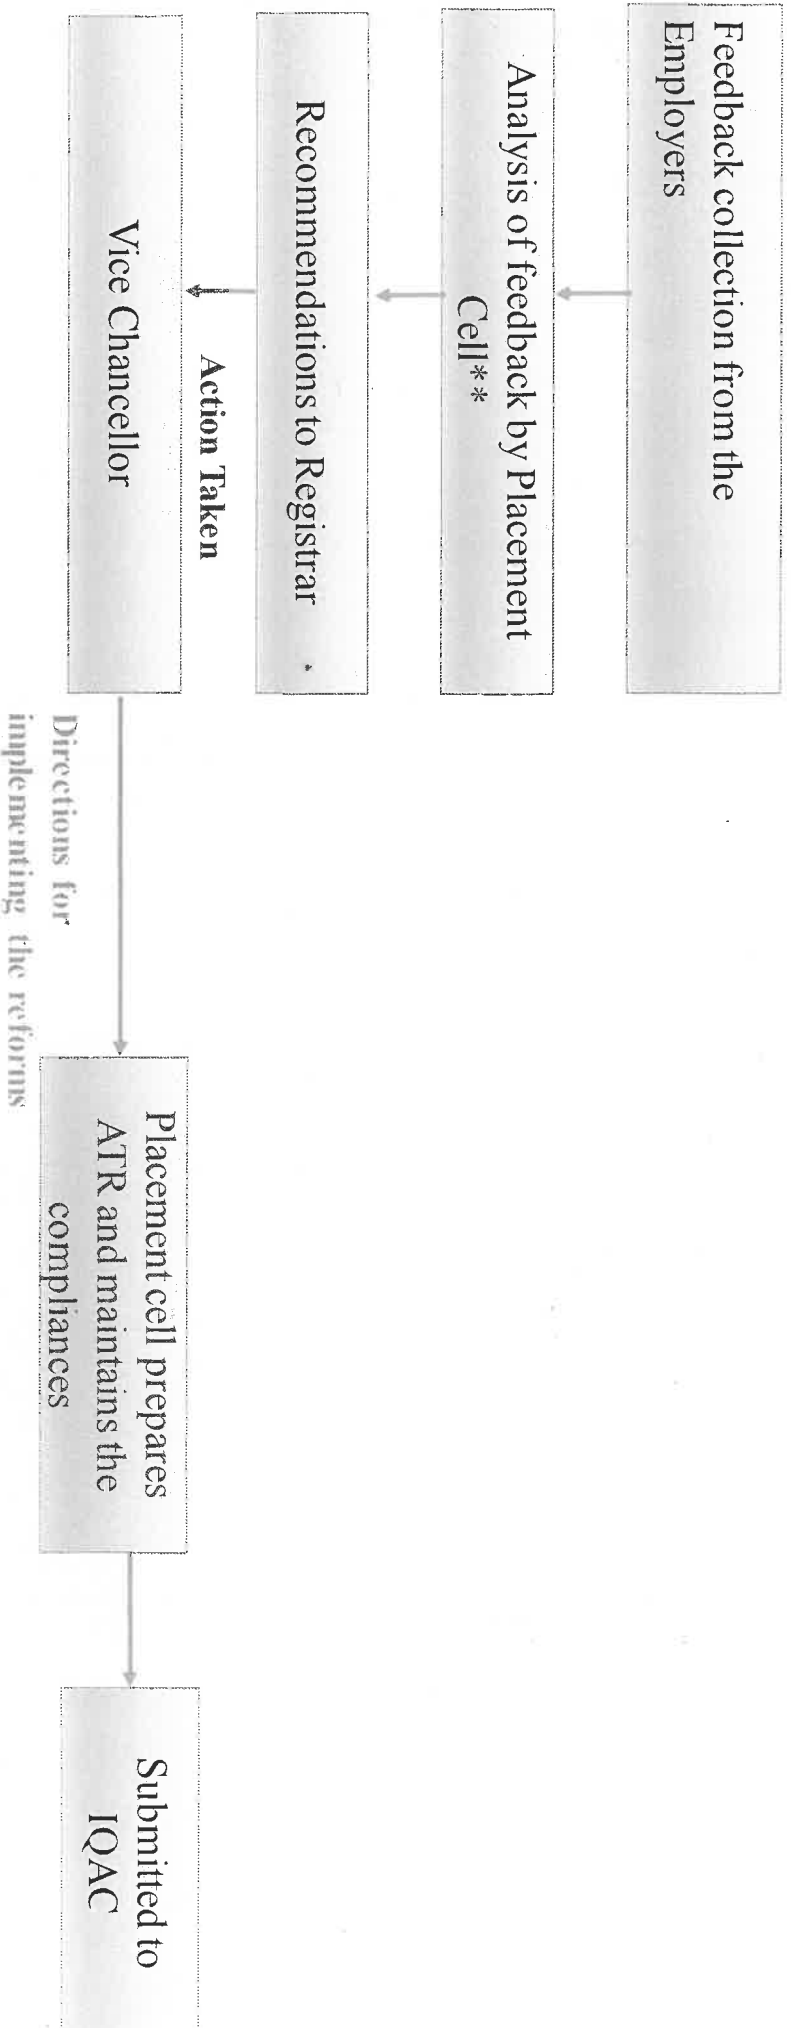 Feedback collection from the
Employers
Analysis of feedback by Placement
Cell**
Recommendations to Registrar
Action Taken
Vice Chancellor
Directions for
implementing the reforms
Placement cell prepares
ATR and maintains the
compliances
Submitted to
IQAC